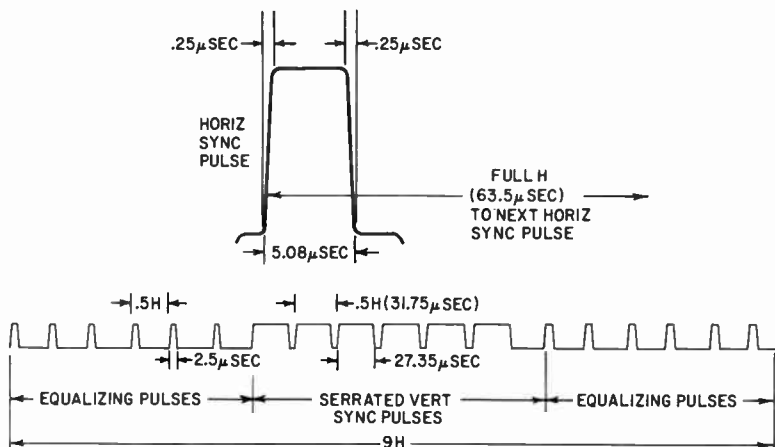 .25μSEC
.25μSEC
HORIZ
SYNC
PULSE
FULL H
(63.5μSEC)
TO NEXT HORIZ
SYNC PULSE
5.08μSEC
.5H
.5H (31.75μSEC)
2.5μSEC
27.35μSEC
EQUALIZING PULSES
SERRATED VERT
SYNC PULSES
EQUALIZING PULSES
9H